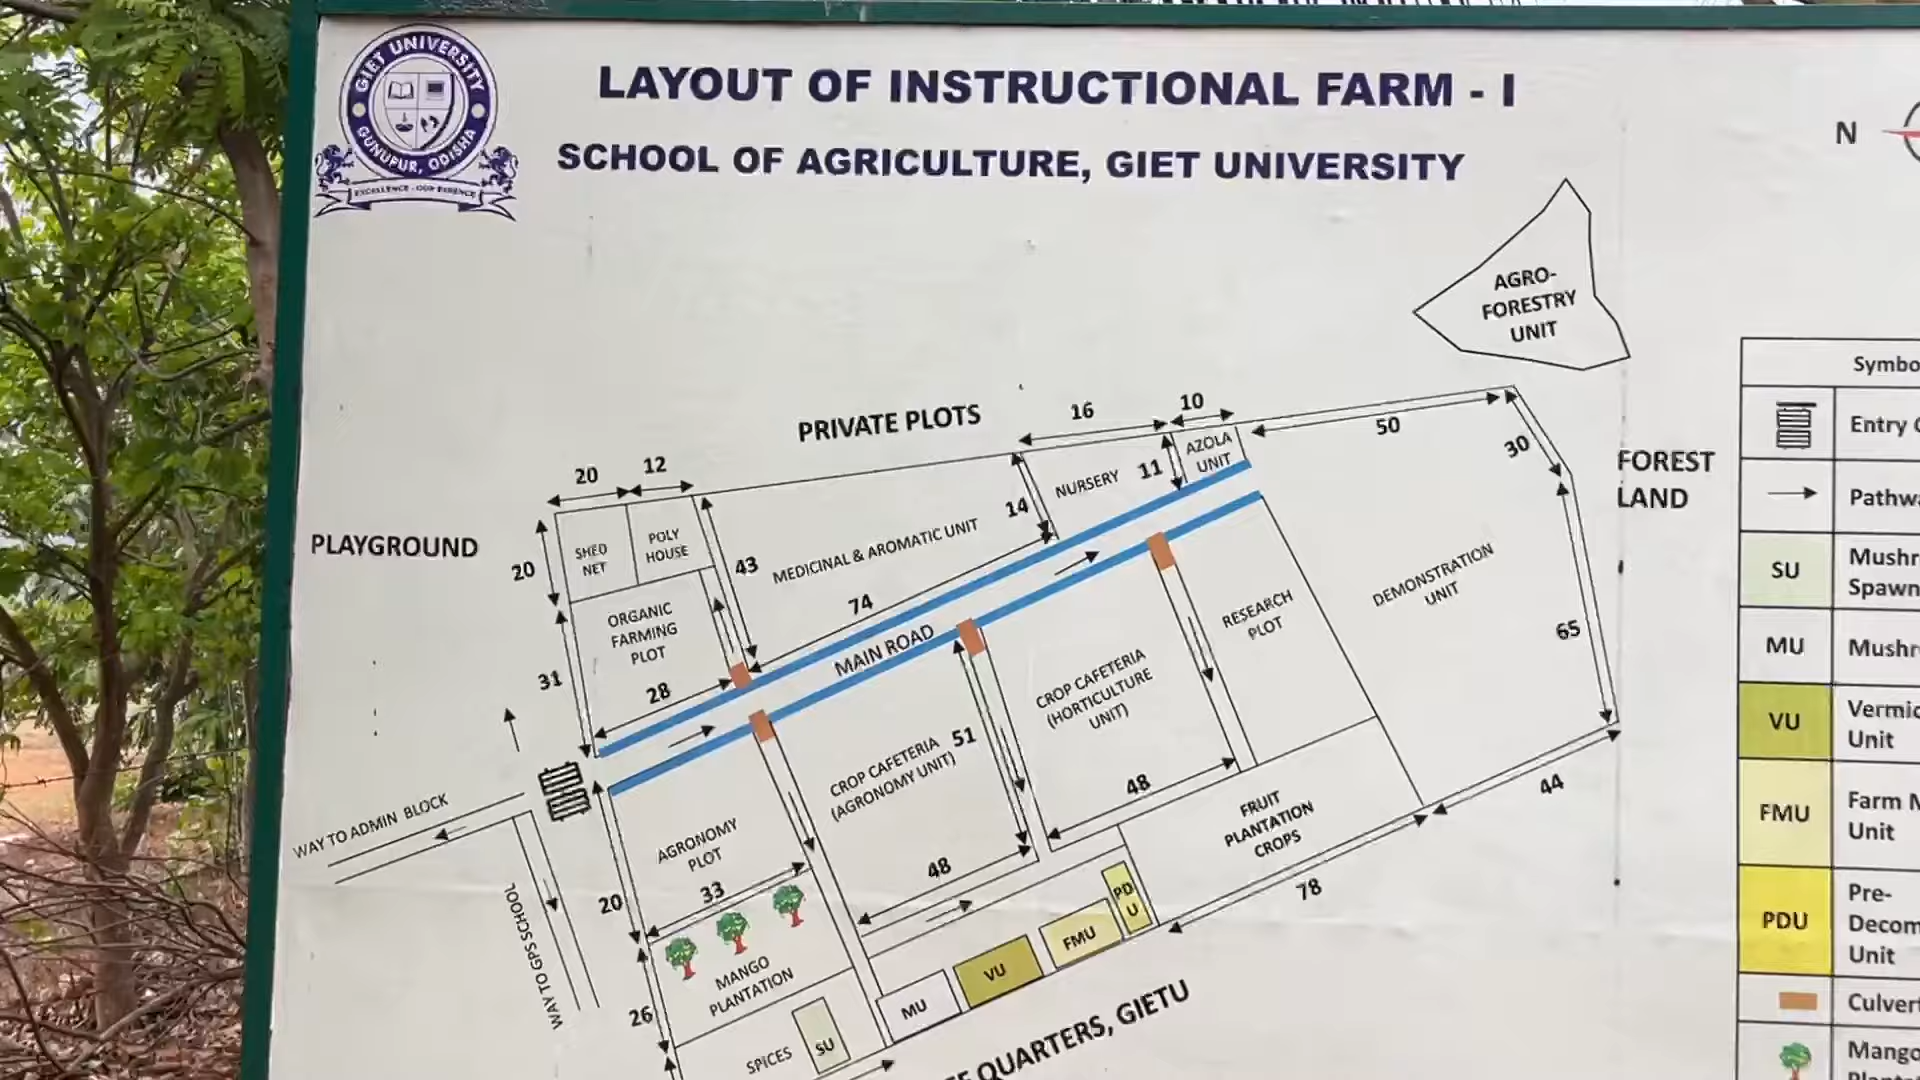 GIET UNIVERSITY
GUNUPUR, ODISHA
LAYOUT OF INSTRUCTIONAL FARM - I
SCHOOL OF AGRICULTURE, GIET UNIVERSITY
N
AGRO-
FORESTRY
UNIT
PRIVATE PLOTS
16
10
50
30
FOREST
LAND
PLAYGROUND
20
12
20
SHED
NET
POLY
HOUSE
43
MEDICINAL & AROMATIC UNIT
14
NURSERY
11
AZOLA
UNIT
74
ORGANIC
FARMING
PLOT
31
28
MAIN ROAD
RESEARCH
PLOT
DEMONSTRATION
UNIT
65
CROP CAFETERIA
(HORTICULTURE
UNIT)
48
CROP CAFETERIA
(AGRONOMY UNIT)
51
48
WAY TO ADMIN BLOCK
WAY TO GPS SCHOOL
AGRONOMY
PLOT
33
20
FRUIT
PLANTATION
CROPS
44
78
MANGO
PLANTATION
26
SPICES
SU
MU
VU
FMU
PD
U
QUARTERS, GIETU
Symbo
Entry
Pathwa
SU
Mushr
Spawn
MU
Mushr
VU
Vermic
Unit
FMU
Farm
Unit
PDU
Pre-
Decom
Unit
Culvert
Mango